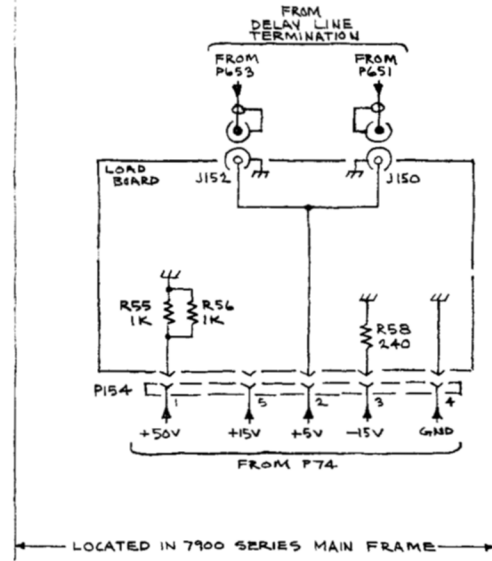 FROM
DELAY LINE
TERMINATION
FROM
P653
FROM
P651
LOAD
BOARD
J152
J150
R55
1K
R56
1K
R58
240
P154
1
5
2
3
4
+50V
+15V
+5V
-15V
GND
FROM P74
LOCATED IN 7900 SERIES MAIN FRAME